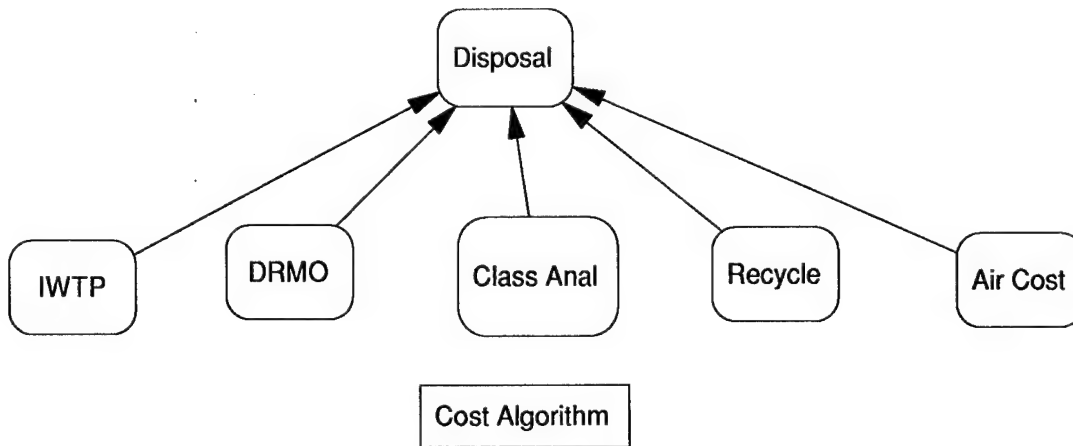 Disposal
IWTP
DRMO
Class Anal
Recycle
Air Cost
Cost Algorithm